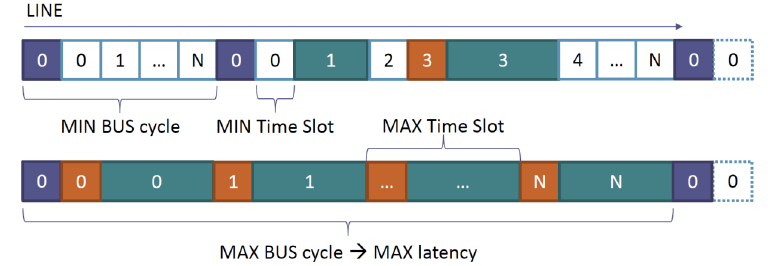 LINE
0 0 1 ... N 0 0 1 2 3 3 4 ... N 0 0
MIN BUS cycle MIN Time Slot MAX Time Slot
0 0 0 1 1 ... ... N N 0 0
MAX BUS cycle → MAX latency